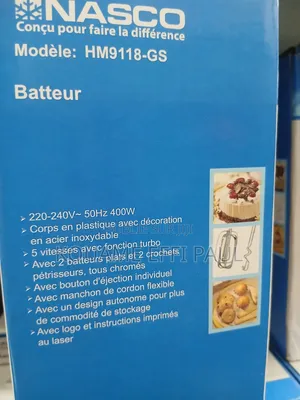 NASCO
Conçu pour faire la différence
Modèle: HM9118-GS
Batteur
220-240V~ 50Hz 400W
Corps en plastique avec décoration
en acier inoxydable
5 vitesses avec fonction turbo
Avec 2 batteurs plats et 2 crochets
pétrisseurs, tous chromés
Avec bouton d'éjection individuel
Avec manchon de cordon flexible
Avec un design autonome pour plus
de commodité de stockage
Avec logo et instructions imprimés
au laser